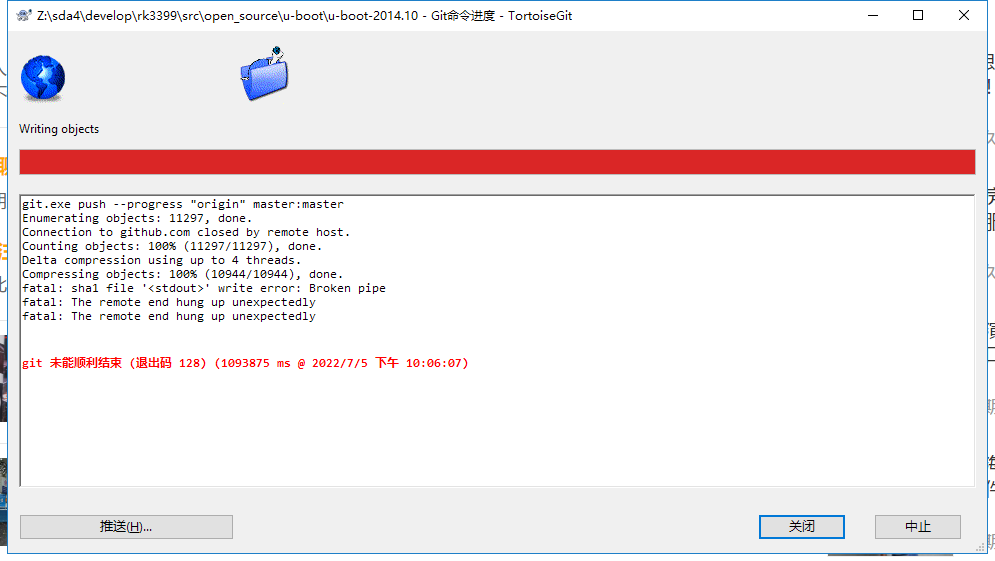 Z:\sda4\develop\rk3399\src\open_source\u-boot\u-boot-2014.10 - Git命令进度 - TortoiseGit
Writing objects
git.exe push --progress "origin" master:master
Enumerating objects: 11297, done.
Connection to github.com closed by remote host.
Counting objects: 100% (11297/11297), done.
Delta compression using up to 4 threads.
Compressing objects: 100% (10944/10944), done.
fatal: sha1 file '<stdout>' write error: Broken pipe
fatal: The remote end hung up unexpectedly
fatal: The remote end hung up unexpectedly
git 未能顺利结束 (退出码 128) (1093875 ms @ 2022/7/5 下午 10:06:07)
推送(H)...
关闭
中止